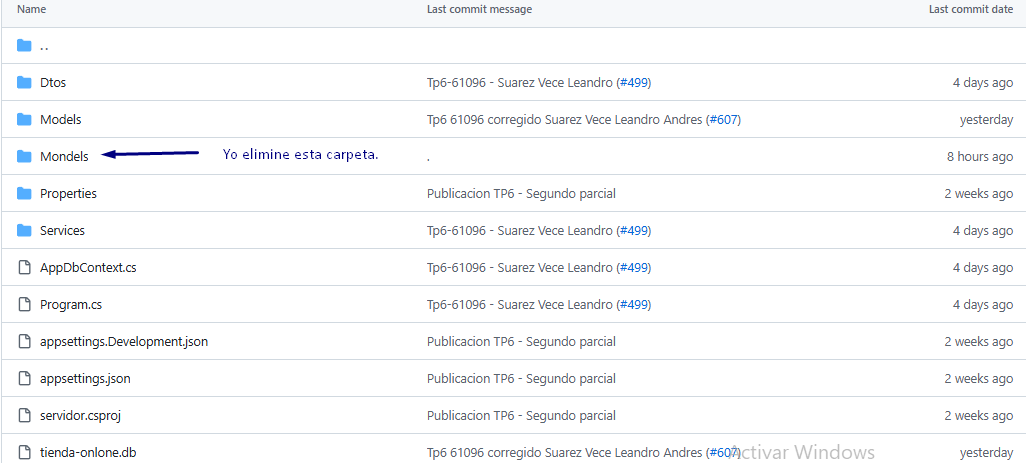 Name Last commit message Last commit date
..
Dtos Tp6-61096 - Suarez Vece Leandro (#499) 4 days ago
Models Tp6 61096 corregido Suarez Vece Leandro Andres (#607) yesterday
Mondels Yo elimine esta carpeta. . 8 hours ago
Properties Publicacion TP6 - Segundo parcial 2 weeks ago
Services Tp6-61096 - Suarez Vece Leandro (#499) 4 days ago
AppDbContext.cs Tp6-61096 - Suarez Vece Leandro (#499) 4 days ago
Program.cs Tp6-61096 - Suarez Vece Leandro (#499) 4 days ago
appsettings.Development.json Publicacion TP6 - Segundo parcial 2 weeks ago
appsettings.json Publicacion TP6 - Segundo parcial 2 weeks ago
servidor.csproj Publicacion TP6 - Segundo parcial 2 weeks ago
tienda-onlone.db Tp6 61096 corregido Suarez Vece Leandro Andres (#607) yesterday
Activar Windows